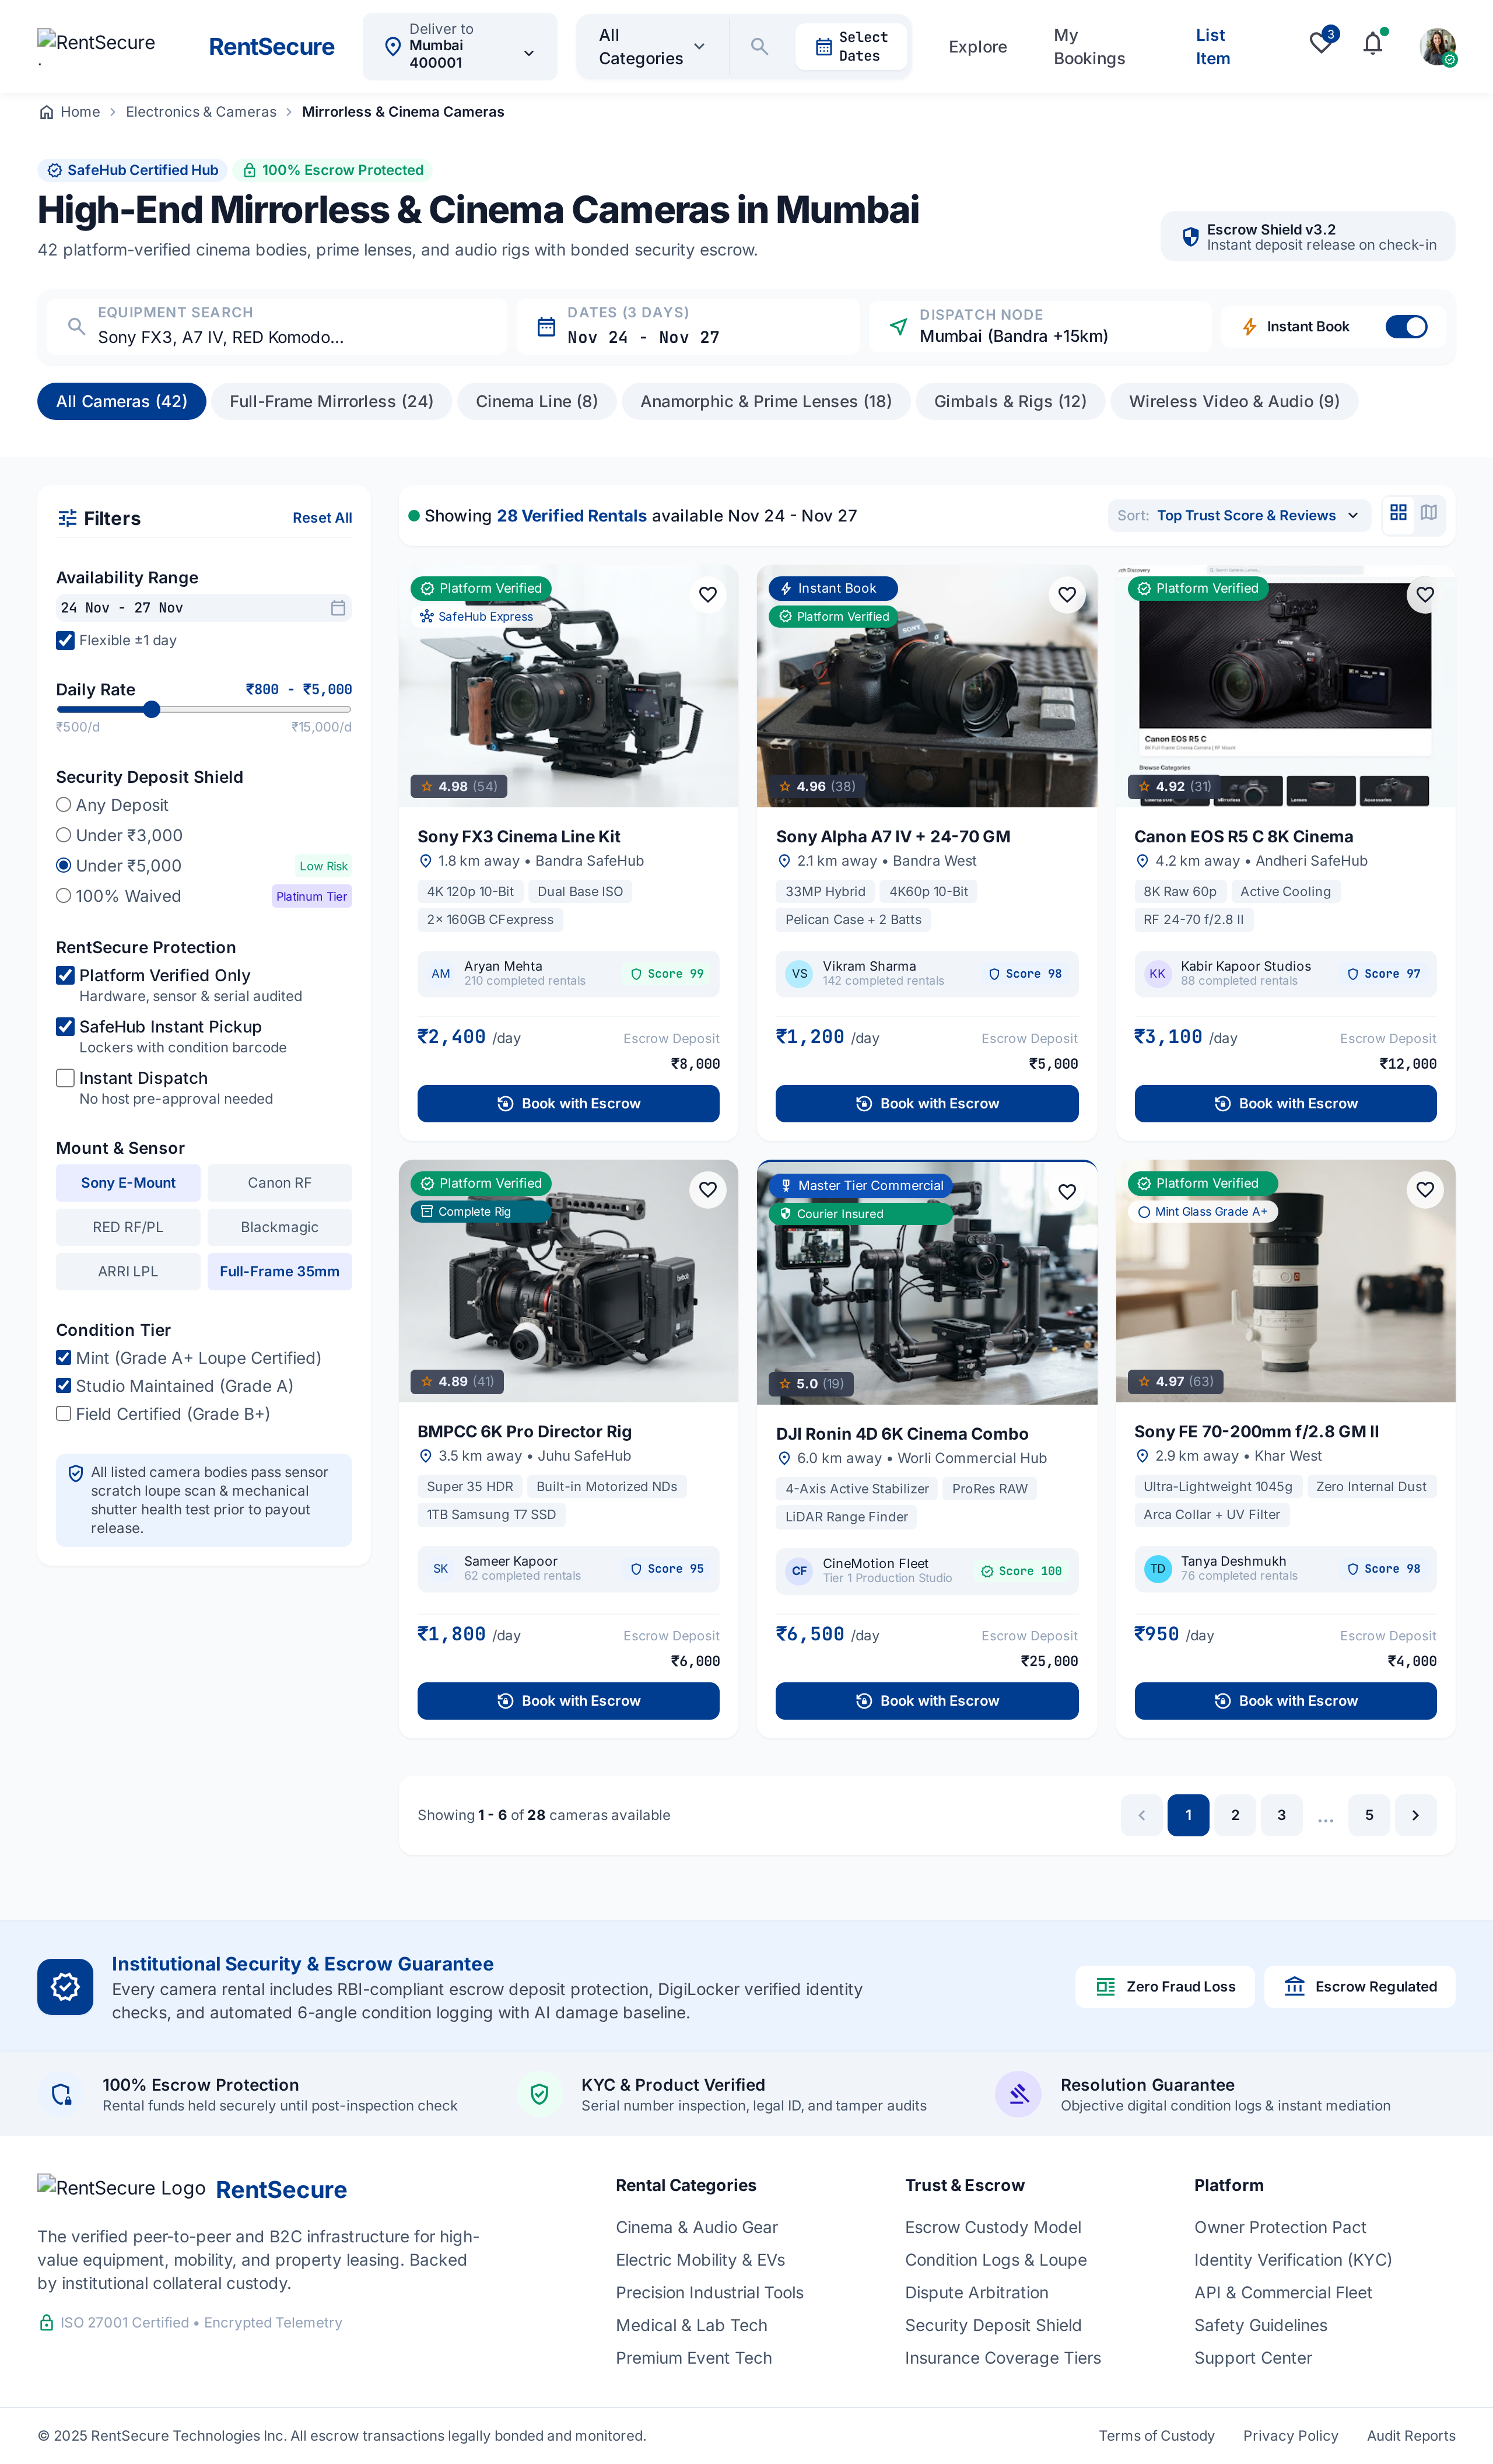 RentSecure
.
RentSecure
Deliver to
Mumbai
400001
All
Categories
Select
Dates
Explore
My
Bookings
List
Item
3
Home
Electronics & Cameras
Mirrorless & Cinema Cameras
SafeHub Certified Hub
100% Escrow Protected
High-End Mirrorless & Cinema Cameras in Mumbai
42 platform-verified cinema bodies, prime lenses, and audio rigs with bonded security escrow.
Escrow Shield v3.2
Instant deposit release on check-in
EQUIPMENT SEARCH
Sony FX3, A7 IV, RED Komodo...
DATES (3 DAYS)
Nov 24 - Nov 27
DISPATCH NODE
Mumbai (Bandra +15km)
Instant Book
All Cameras (42)
Full-Frame Mirrorless (24)
Cinema Line (8)
Anamorphic & Prime Lenses (18)
Gimbals & Rigs (12)
Wireless Video & Audio (9)
Filters
Reset All
Availability Range
24 Nov - 27 Nov
Flexible ±1 day
Daily Rate
₹800 - ₹5,000
₹500/d
₹15,000/d
Security Deposit Shield
Any Deposit
Under ₹3,000
Under ₹5,000
Low Risk
100% Waived
Platinum Tier
RentSecure Protection
Platform Verified Only
Hardware, sensor & serial audited
SafeHub Instant Pickup
Lockers with condition barcode
Instant Dispatch
No host pre-approval needed
Mount & Sensor
Sony E-Mount
Canon RF
RED RF/PL
Blackmagic
ARRI LPL
Full-Frame 35mm
Condition Tier
Mint (Grade A+ Loupe Certified)
Studio Maintained (Grade A)
Field Certified (Grade B+)
All listed camera bodies pass sensor
scratch loupe scan & mechanical
shutter health test prior to payout
release.
Showing 28 Verified Rentals available Nov 24 - Nov 27
Sort: Top Trust Score & Reviews
Platform Verified
SafeHub Express
SONY
4.98 (54)
Sony FX3 Cinema Line Kit
1.8 km away • Bandra SafeHub
4K 120p 10-Bit
Dual Base ISO
2x 160GB CFexpress
AM
Aryan Mehta
210 completed rentals
Score 99
₹2,400 /day
Escrow Deposit
₹8,000
Book with Escrow
Instant Book
Platform Verified
SONY
4.96 (38)
Sony Alpha A7 IV + 24-70 GM
2.1 km away • Bandra West
33MP Hybrid
4K60p 10-Bit
Pelican Case + 2 Batts
VS
Vikram Sharma
142 completed rentals
Score 98
₹1,200 /day
Escrow Deposit
₹5,000
Book with Escrow
Platform Verified
Canon
Canon EOS R5 C
8K Full Frame Cinema Camera | RF Mount
Browse Categories
Mirrorless
Lenses
Accessories
4.92 (31)
Canon EOS R5 C 8K Cinema
4.2 km away • Andheri SafeHub
8K Raw 60p
Active Cooling
RF 24-70 f/2.8 II
KK
Kabir Kapoor Studios
88 completed rentals
Score 97
₹3,100 /day
Escrow Deposit
₹12,000
Book with Escrow
Platform Verified
Complete Rig
4.89 (41)
BMPCC 6K Pro Director Rig
3.5 km away • Juhu SafeHub
Super 35 HDR
Built-in Motorized NDs
1TB Samsung T7 SSD
SK
Sameer Kapoor
62 completed rentals
Score 95
₹1,800 /day
Escrow Deposit
₹6,000
Book with Escrow
Master Tier Commercial
Courier Insured
5.0 (19)
DJI Ronin 4D 6K Cinema Combo
6.0 km away • Worli Commercial Hub
4-Axis Active Stabilizer
ProRes RAW
LiDAR Range Finder
CF
CineMotion Fleet
Tier 1 Production Studio
Score 100
₹6,500 /day
Escrow Deposit
₹25,000
Book with Escrow
Platform Verified
Mint Glass Grade A+
4.97 (63)
Sony FE 70-200mm f/2.8 GM II
2.9 km away • Khar West
Ultra-Lightweight 1045g
Zero Internal Dust
Arca Collar + UV Filter
TD
Tanya Deshmukh
76 completed rentals
Score 98
₹950 /day
Escrow Deposit
₹4,000
Book with Escrow
Showing 1 - 6 of 28 cameras available
1
2
3
...
5
Institutional Security & Escrow Guarantee
Every camera rental includes RBI-compliant escrow deposit protection, DigiLocker verified identity
checks, and automated 6-angle condition logging with AI damage baseline.
Zero Fraud Loss
Escrow Regulated
100% Escrow Protection
Rental funds held securely until post-inspection check
KYC & Product Verified
Serial number inspection, legal ID, and tamper audits
Resolution Guarantee
Objective digital condition logs & instant mediation
RentSecure Logo
RentSecure
The verified peer-to-peer and B2C infrastructure for high-
value equipment, mobility, and property leasing. Backed
by institutional collateral custody.
ISO 27001 Certified • Encrypted Telemetry
Rental Categories
Cinema & Audio Gear
Electric Mobility & EVs
Precision Industrial Tools
Medical & Lab Tech
Premium Event Tech
Trust & Escrow
Escrow Custody Model
Condition Logs & Loupe
Dispute Arbitration
Security Deposit Shield
Insurance Coverage Tiers
Platform
Owner Protection Pact
Identity Verification (KYC)
API & Commercial Fleet
Safety Guidelines
Support Center
© 2025 RentSecure Technologies Inc. All escrow transactions legally bonded and monitored.
Terms of Custody
Privacy Policy
Audit Reports